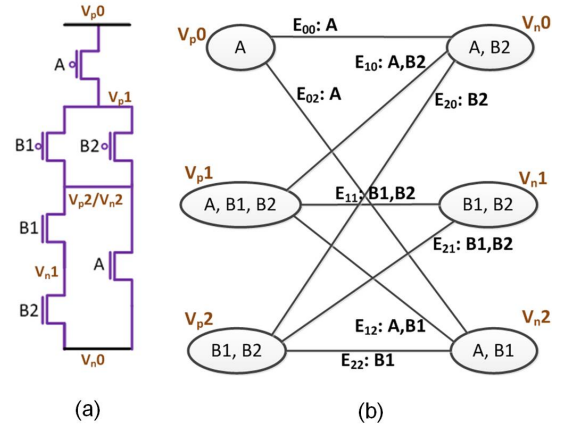 Vp0
A
Vp1
B1
B2
Vp2/Vn2
B1
A
Vn1
B2
Vn0
(a)
Vp0
A
E00: A
E10: A,B2
E02: A
E20: B2
Vn0
A, B2
Vp1
A, B1, B2
E11: B1,B2
Vn1
B1, B2
E21: B1,B2
Vp2
B1, B2
E12: A,B1
E22: B1
Vn2
A, B1
(b)